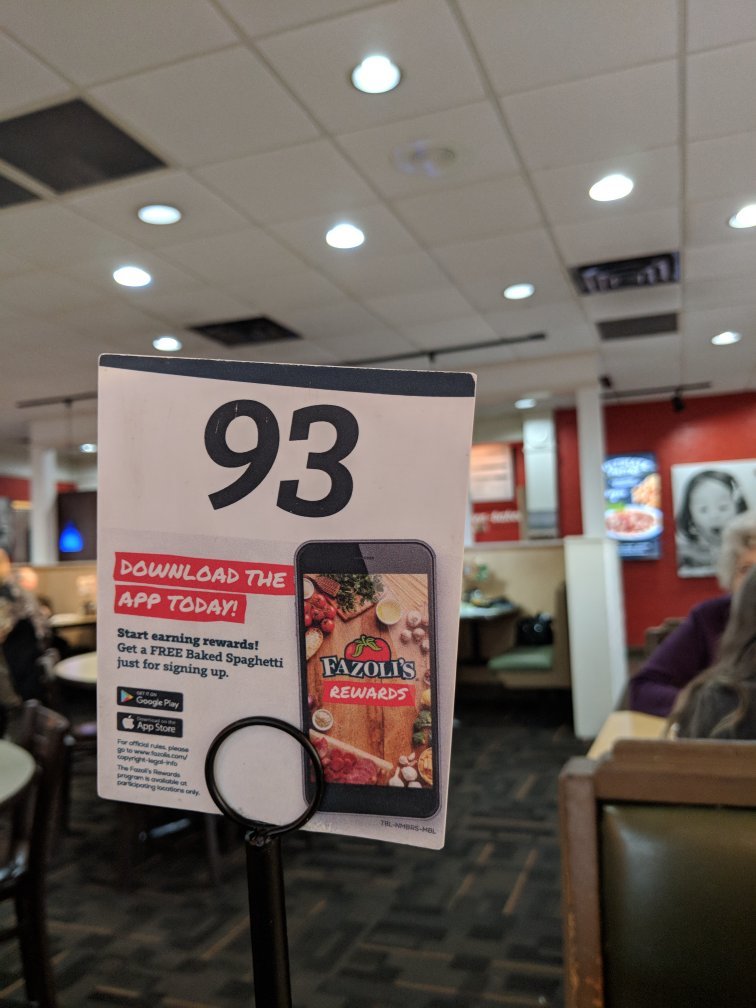 93
DOWNLOAD THE
APP TODAY!
Start earning rewards!
Get a FREE Baked Spaghetti
just for signing up.
GET IT ON
Google Play
Download on the
App Store
For official rules, please
go to www.fazolis.com/
copyright-legal-info
The Fazoli's Rewards
program is available at
participating locations only.
FAZOLI'S
REWARDS
TBL-NMBRS-MBL